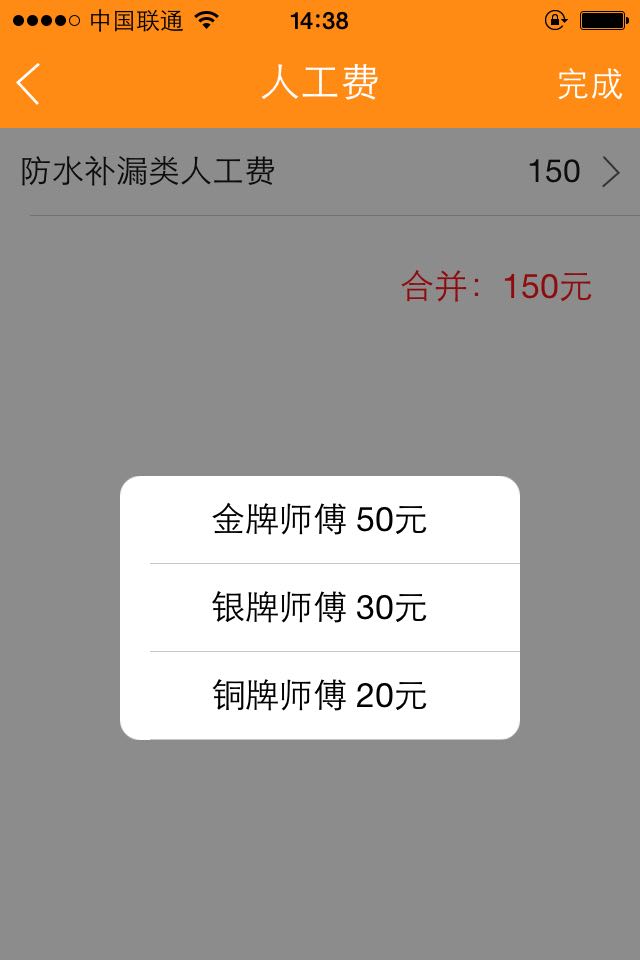 中国联通 14:38
人工费 完成
防水补漏类人工费 150
合并：150元
金牌师傅 50元
银牌师傅 30元
铜牌师傅 20元